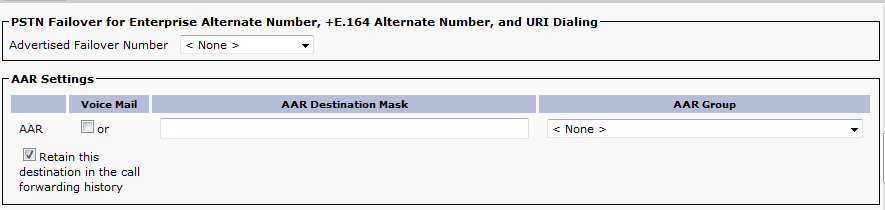 PSTN Failover for Enterprise Alternate Number, +E.164 Alternate Number, and URI Dialing
Advertised Failover Number < None >
AAR Settings
Voice Mail AAR Destination Mask AAR Group
AAR or < None >
Retain this
destination in the call
forwarding history